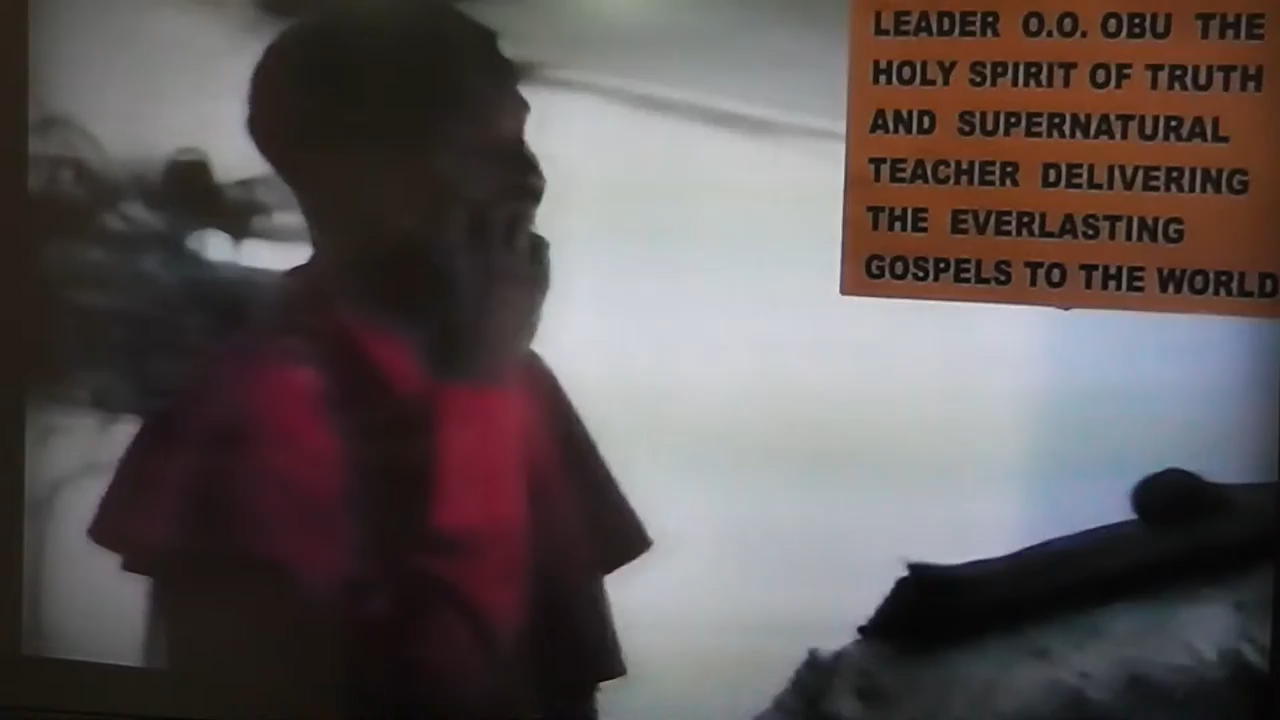 LEADER O.O. OBU THE
HOLY SPIRIT OF TRUTH
AND SUPERNATURAL
TEACHER DELIVERING
THE EVERLASTING
GOSPELS TO THE WORLD